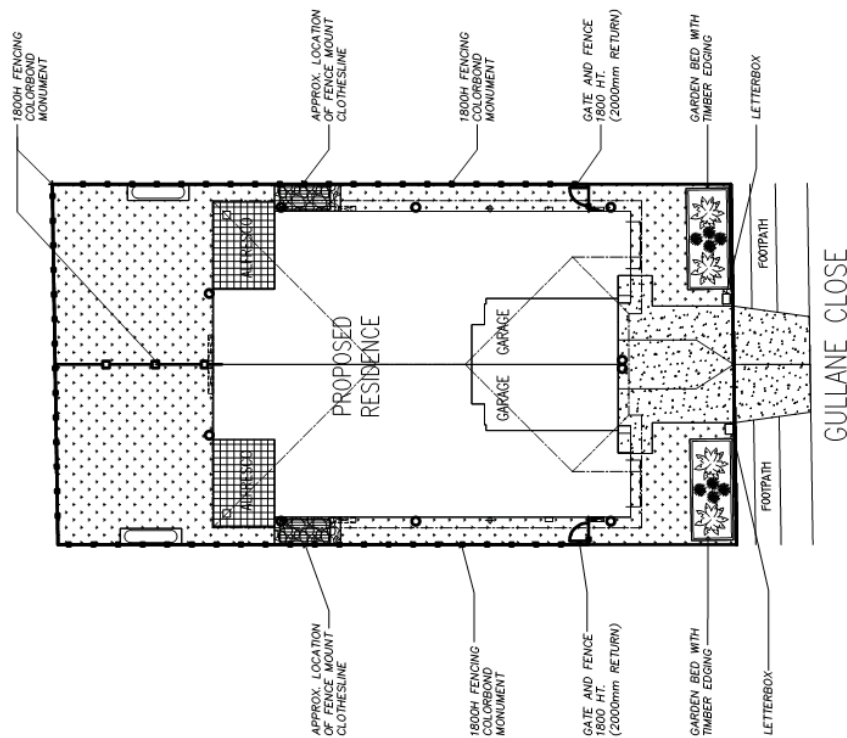 1800H FENCING
COLORBOND
MONUMENT
APPROX. LOCATION
OF FENCE MOUNT
CLOTHESLINE
1800H FENCING
COLORBOND
MONUMENT
GATE AND FENCE
1800 HT.
(2000mm RETURN)
GARDEN BED WITH
TIMBER EDGING
LETTERBOX
ALFRESCO
PROPOSED
RESIDENCE
GARAGE
FOOTPATH
GULLANE CLOSE
ALFRESCO
GARAGE
FOOTPATH
APPROX. LOCATION
OF FENCE MOUNT
CLOTHESLINE
1800H FENCING
COLORBOND
MONUMENT
GATE AND FENCE
1800 HT.
(2000mm RETURN)
GARDEN BED WITH
TIMBER EDGING
LETTERBOX